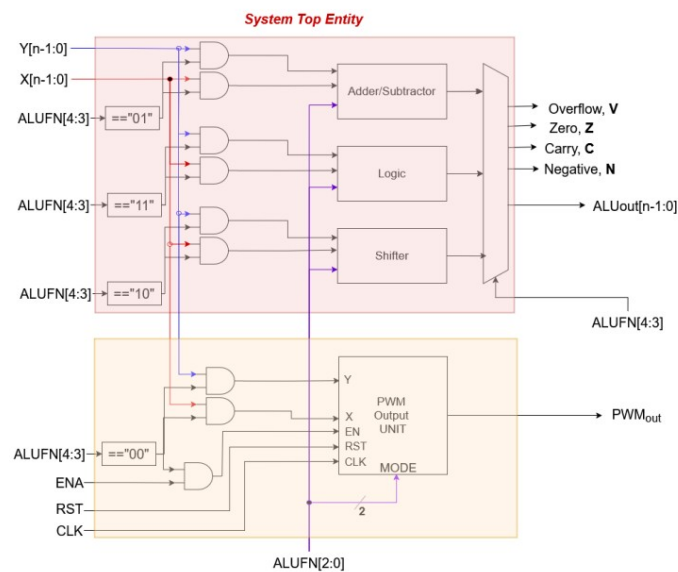 System Top Entity
Y[n-1:0]
X[n-1:0]
Adder/Subtractor
ALUFN[4:3]
=="01"
Overflow, V
Zero, Z
Carry, C
Negative, N
Logic
ALUFN[4:3]
=="11"
ALUout[n-1:0]
Shifter
ALUFN[4:3]
=="10"
ALUFN[4:3]
Y
PWM
Output
UNIT
X
EN
RST
CLK
MODE
PWMout
ALUFN[4:3]
=="00"
ENA
RST
CLK
2
ALUFN[2:0]